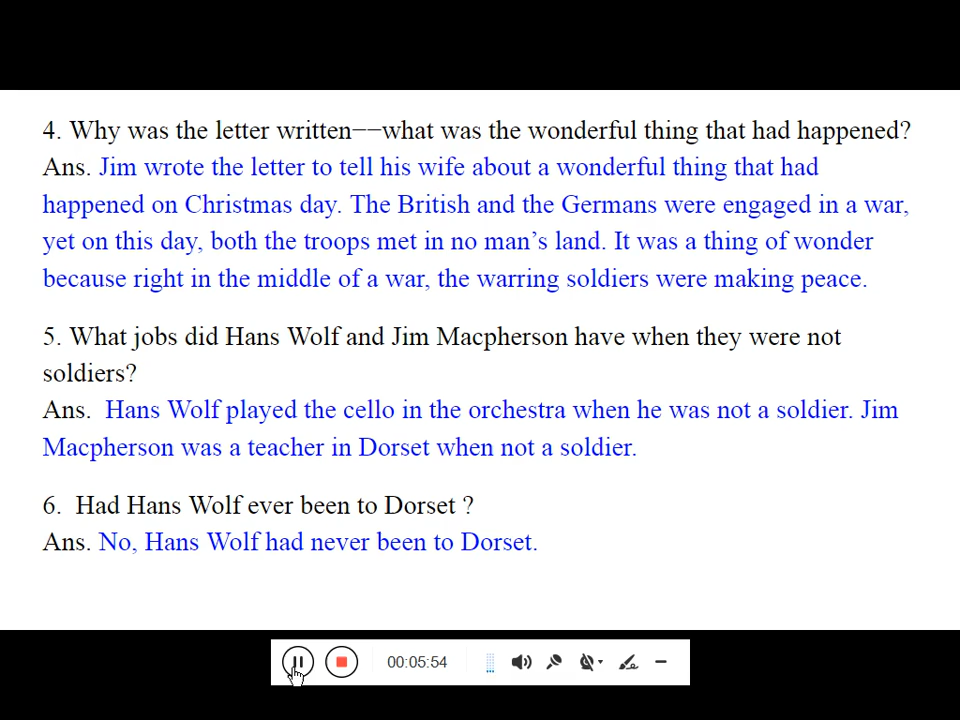 4. Why was the letter written−−what was the wonderful thing that had happened?
Ans. Jim wrote the letter to tell his wife about a wonderful thing that had
happened on Christmas day. The British and the Germans were engaged in a war,
yet on this day, both the troops met in no man’s land. It was a thing of wonder
because right in the middle of a war, the warring soldiers were making peace.
5. What jobs did Hans Wolf and Jim Macpherson have when they were not
soldiers?
Ans. Hans Wolf played the cello in the orchestra when he was not a soldier. Jim
Macpherson was a teacher in Dorset when not a soldier.
6. Had Hans Wolf ever been to Dorset ?
Ans. No, Hans Wolf had never been to Dorset.
00:05:54